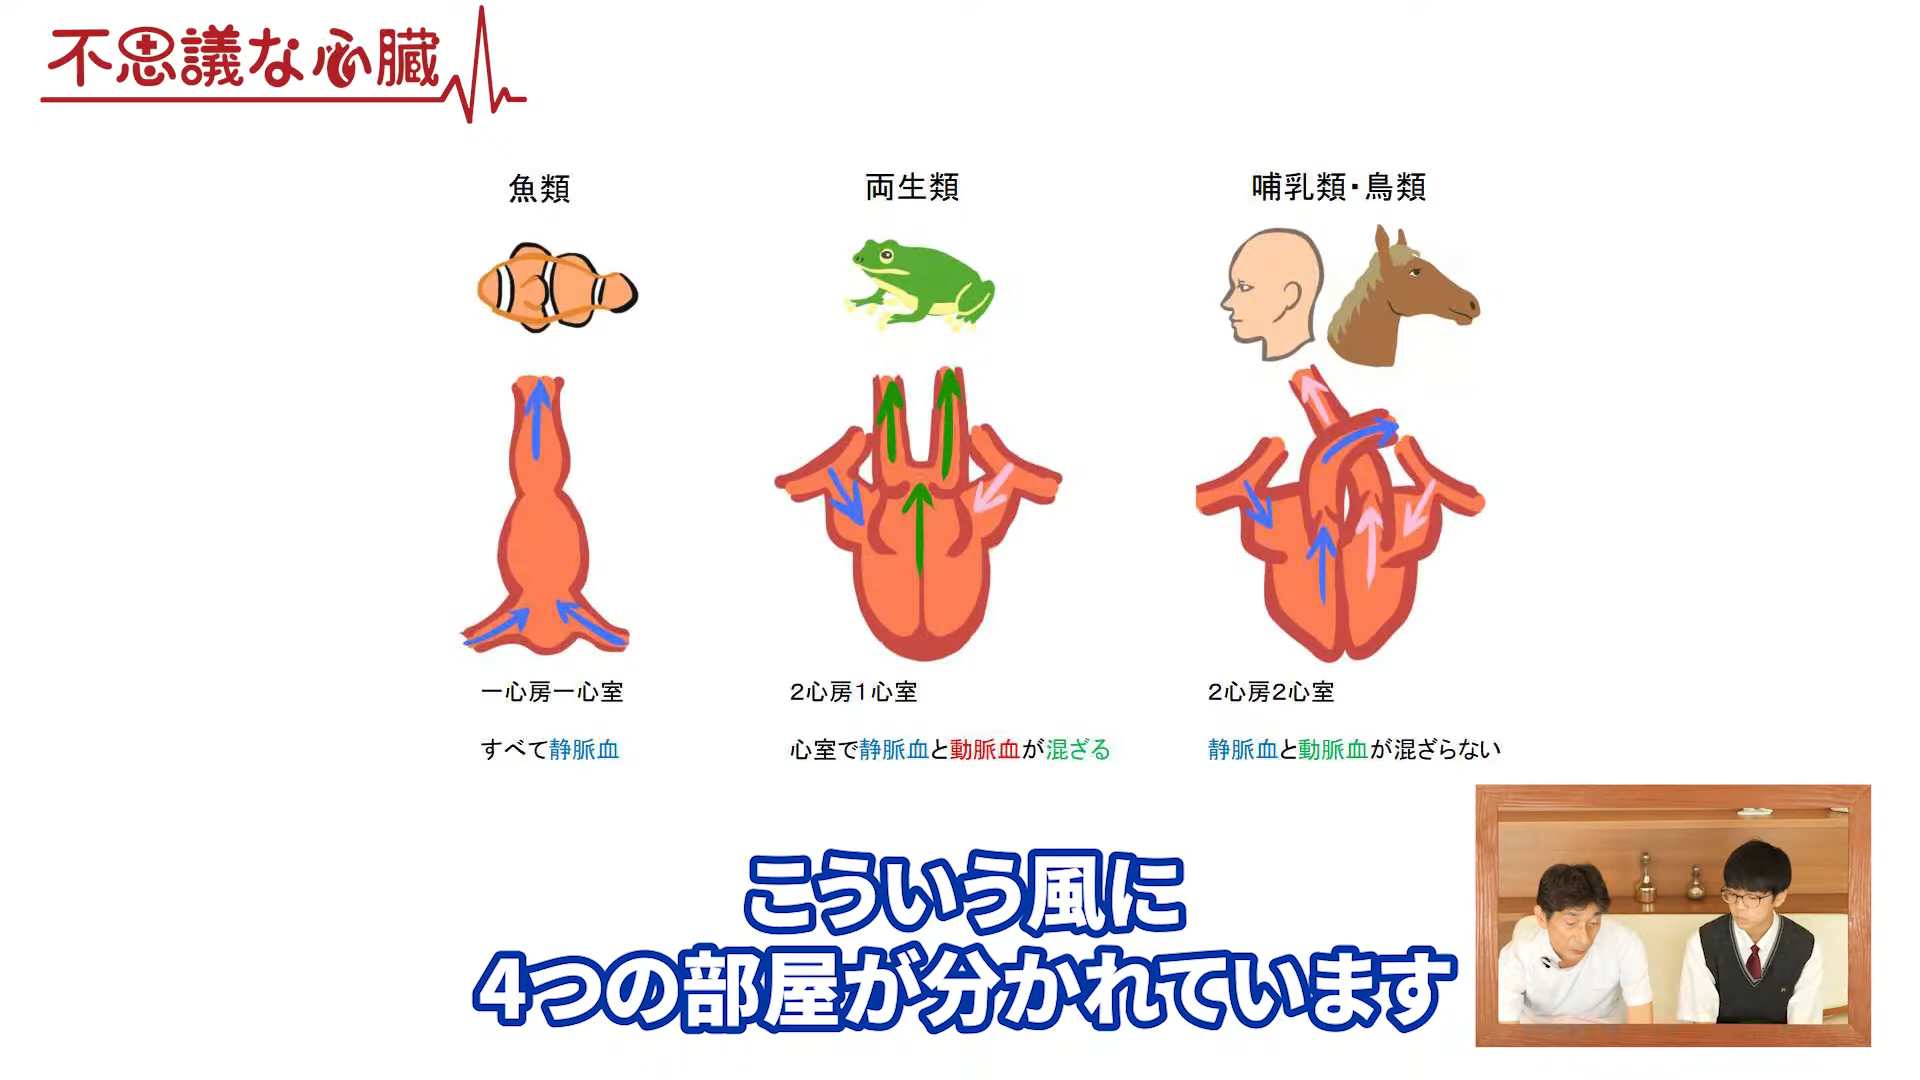 不思議な心臓
魚類
両生類
哺乳類・鳥類
一心房一心室
2心房1心室
2心房2心室
すべて静脈血
心室で静脈血と動脈血が混ざる
静脈血と動脈血が混ざらない
こういう風に
4つの部屋が分かれています